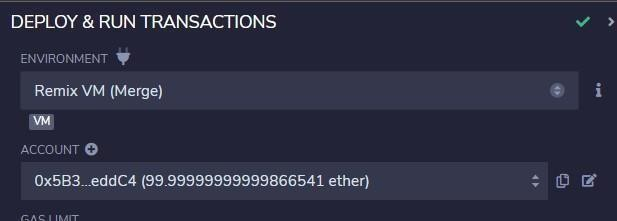 DEPLOY & RUN TRANSACTIONS
ENVIRONMENT
Remix VM (Merge)
VM
ACCOUNT
0x5B3...eddC4 (99.99999999999866541 ether)
GAS LIMIT